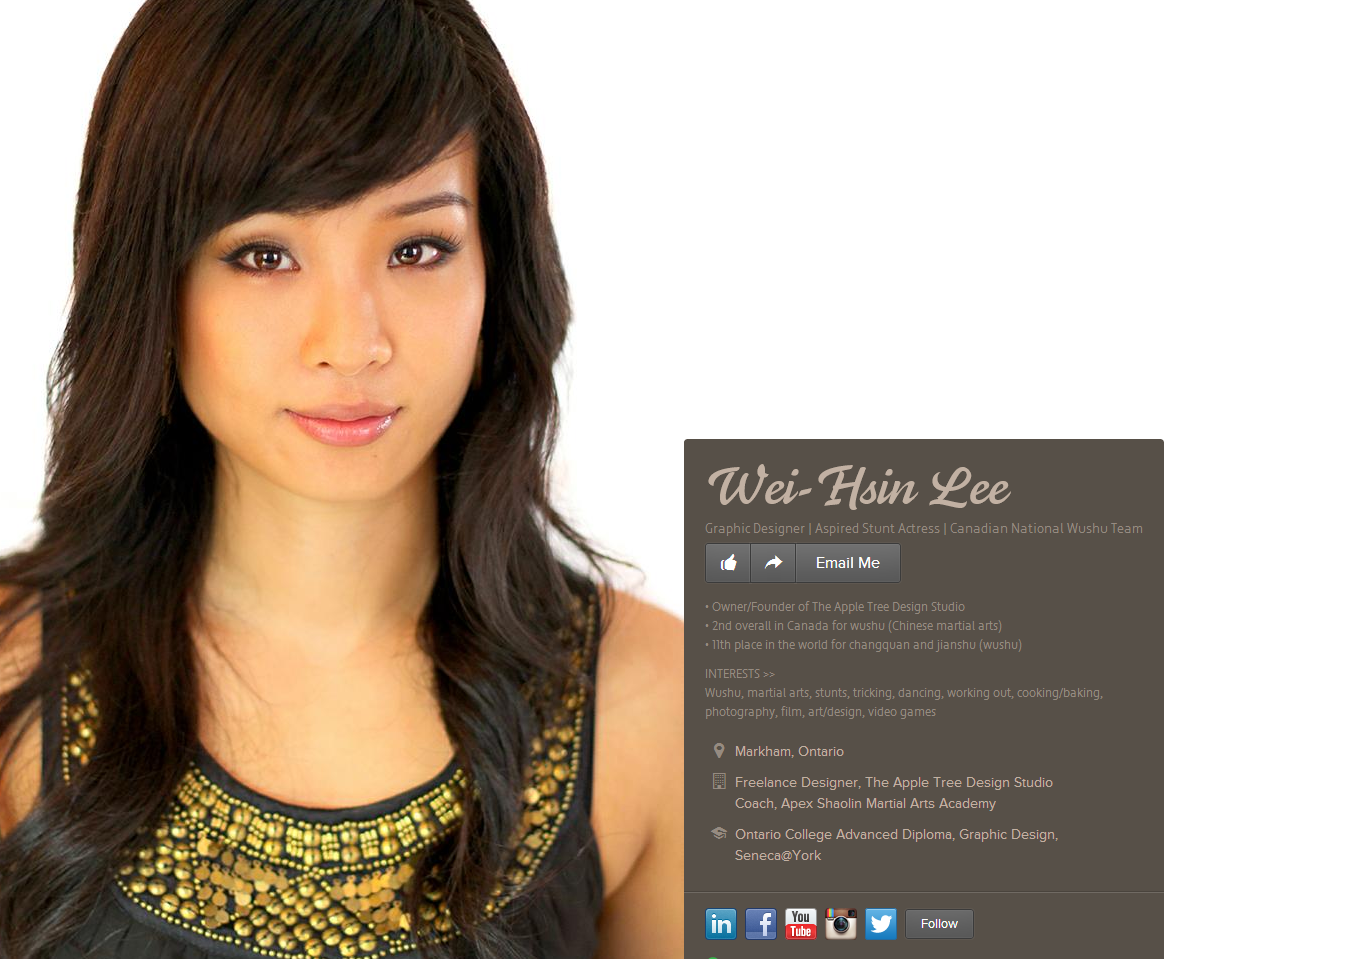 Wei-Hsin Lee
Graphic Designer | Aspired Stunt Actress | Canadian National Wushu Team
Email Me
• Owner/Founder of The Apple Tree Design Studio
• 2nd overall in Canada for wushu (Chinese martial arts)
• 11th place in the world for changquan and jianshu (wushu)
INTERESTS >>
Wushu, martial arts, stunts, tricking, dancing, working out, cooking/baking,
photography, film, art/design, video games
Markham, Ontario
Freelance Designer, The Apple Tree Design Studio
Coach, Apex Shaolin Martial Arts Academy
Ontario College Advanced Diploma, Graphic Design,
Seneca@York
in f You Tube Follow